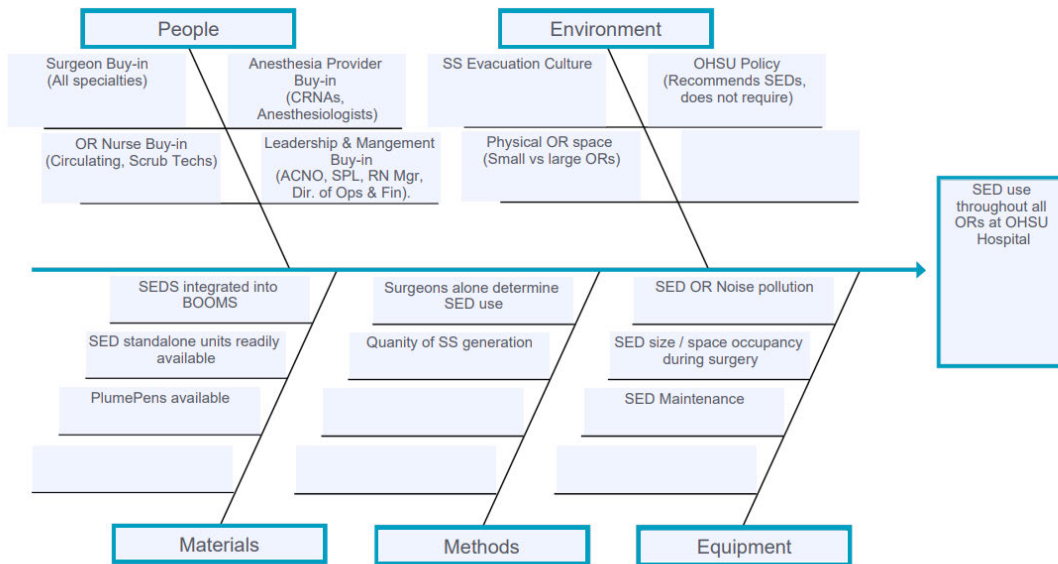 People
Environment
Surgeon Buy-in
(All specialties)
Anesthesia Provider
Buy-in
(CRNAs,
Anesthesiologists)
SS Evacuation Culture
OHSU Policy
(Recommends SEDs,
does not require)
OR Nurse Buy-in
(Circulating, Scrub Techs)
Leadership & Mangement
Buy-in
(ACNO, SPL, RN Mgr,
Dir. of Ops & Fin).
Physical OR space
(Small vs large ORs)
SED use
throughout all
ORs at OHSU
Hospital
SEDS integrated into
BOOMS
Surgeons alone determine
SED use
SED OR Noise pollution
SED standalone units readily
available
Quanity of SS generation
SED size / space occupancy
during surgery
PlumePens available
SED Maintenance
Materials
Methods
Equipment